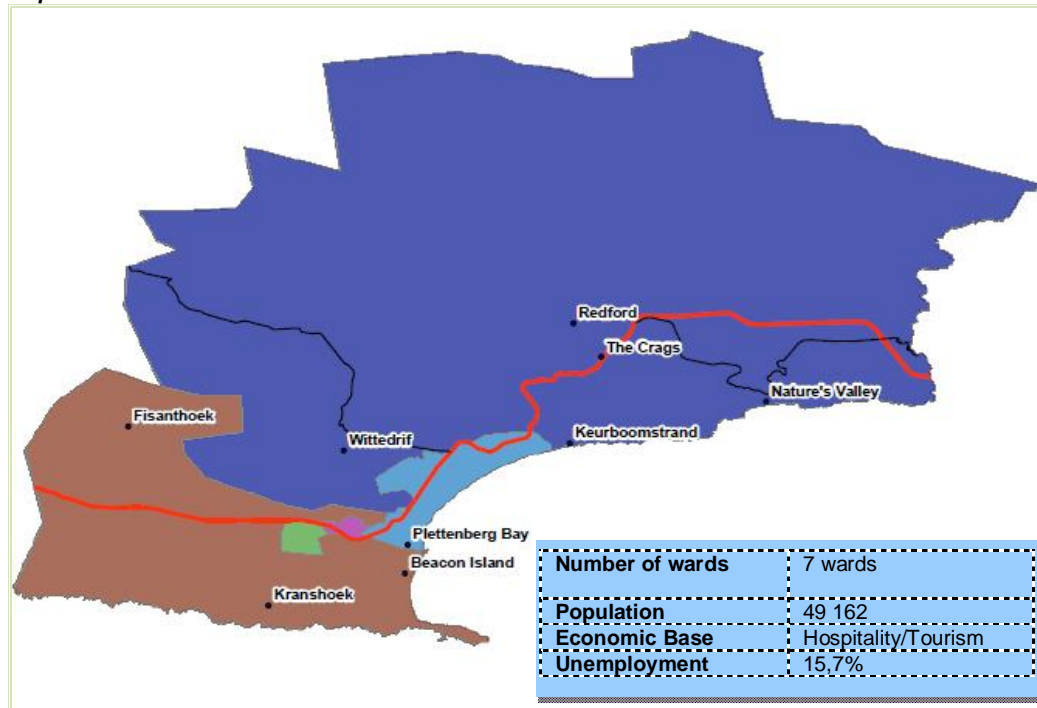 Redford
The Crags
Nature's Valley
Fisanthoek
Wittedrif
Keurboomstrand
Plettenberg Bay
Beacon Island
Kranshoek
Number of wards 7 wards
Population 49 162
Economic Base Hospitality/Tourism
Unemployment 15,7%